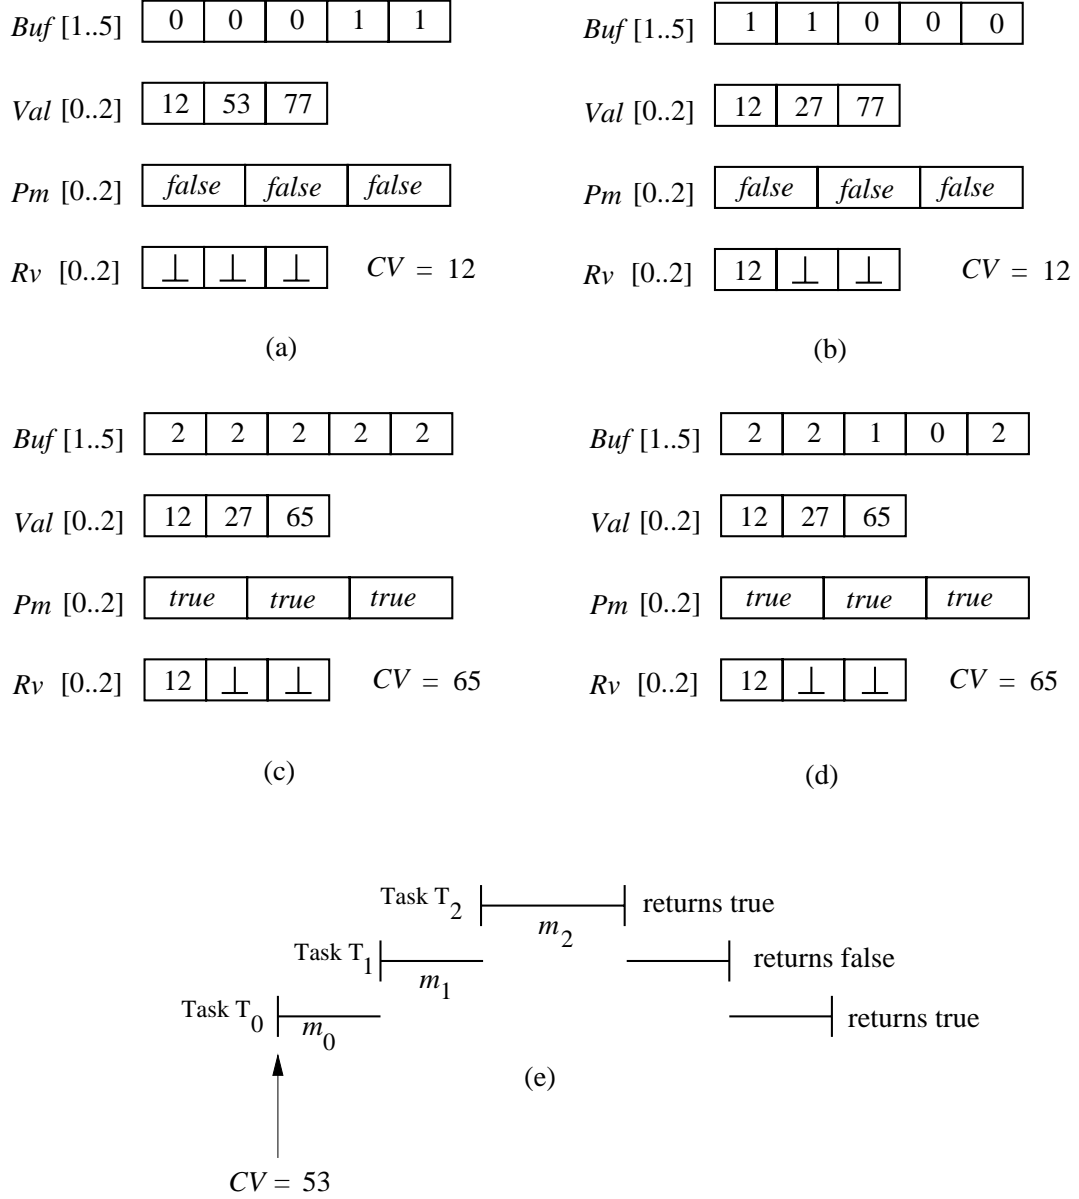 Buf [1..5] 0 0 0 1 1
Val [0..2] 12 53 77
Pm [0..2] false false false
Rv [0..2] ⊥ ⊥ ⊥ CV = 12
(a)
Buf [1..5] 1 1 0 0 0
Val [0..2] 12 27 77
Pm [0..2] false false false
Rv [0..2] 12 ⊥ ⊥ CV = 12
(b)
Buf [1..5] 2 2 2 2 2
Val [0..2] 12 27 65
Pm [0..2] true true true
Rv [0..2] 12 ⊥ ⊥ CV = 65
(c)
Buf [1..5] 2 2 1 0 2
Val [0..2] 12 27 65
Pm [0..2] true true true
Rv [0..2] 12 ⊥ ⊥ CV = 65
(d)
Task T2 m2 returns true
Task T1 m1 returns false
Task T0 m0 returns true
(e)
CV = 53